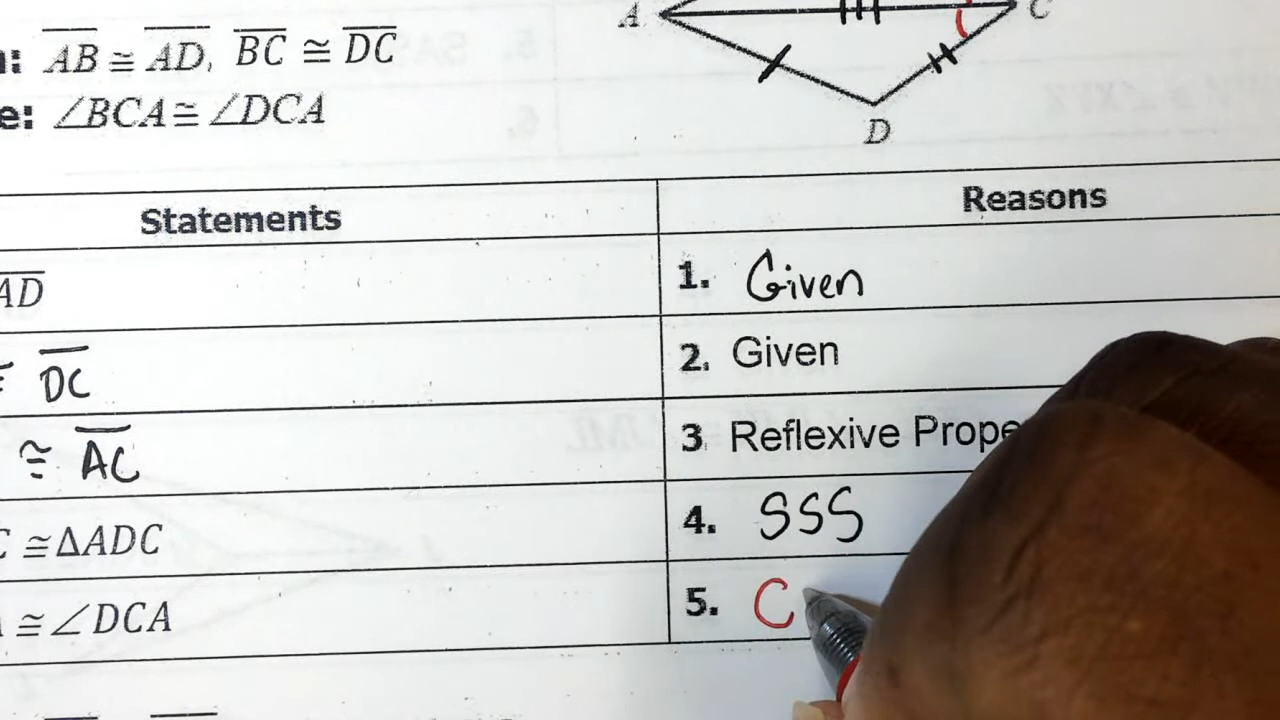 A C
: AB ≅ AD, BC ≅ DC
e: ∠BCA ≅ ∠DCA
D
Statements Reasons
AD 1. Given
≅ DC 2. Given
≅ AC 3 Reflexive Prope
C ≅ ΔADC 4. SSS
≅ ∠DCA 5. C